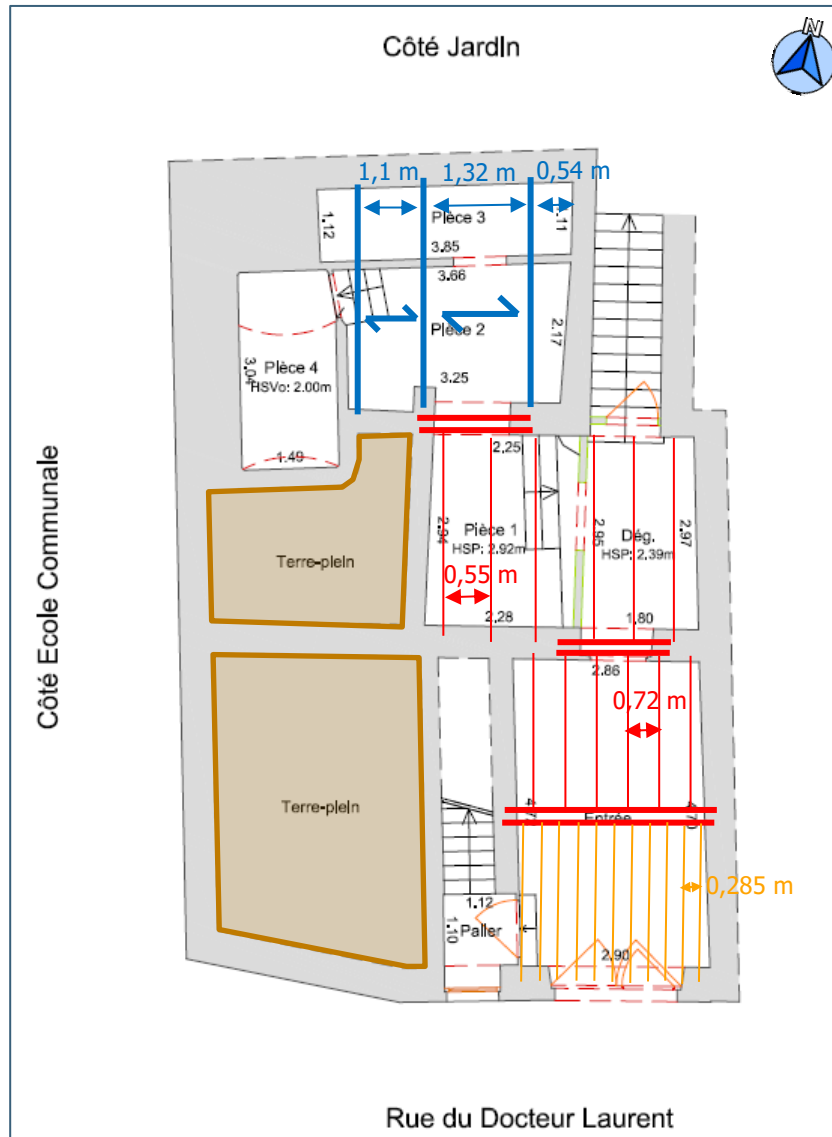 N
Côté Jardin
1,1 m
1,32 m
0,54 m
1.12
Pièce 3
1.11
3.85
3.66
Pièce 2
2.17
3.25
3.04
Pièce 4
HSVo: 2.00m
1.49
2.25
2.94
Pièce 1
HSP: 2.92m
2.95
Dég.
HSP: 2.39m
2.97
Terre-plein
0,55 m
2.28
1.80
Côté Ecole Communale
2.86
0,72 m
Terre-plein
Entrée
4.70
0,285 m
1.12
1.10
Palier
2.90
Rue du Docteur Laurent